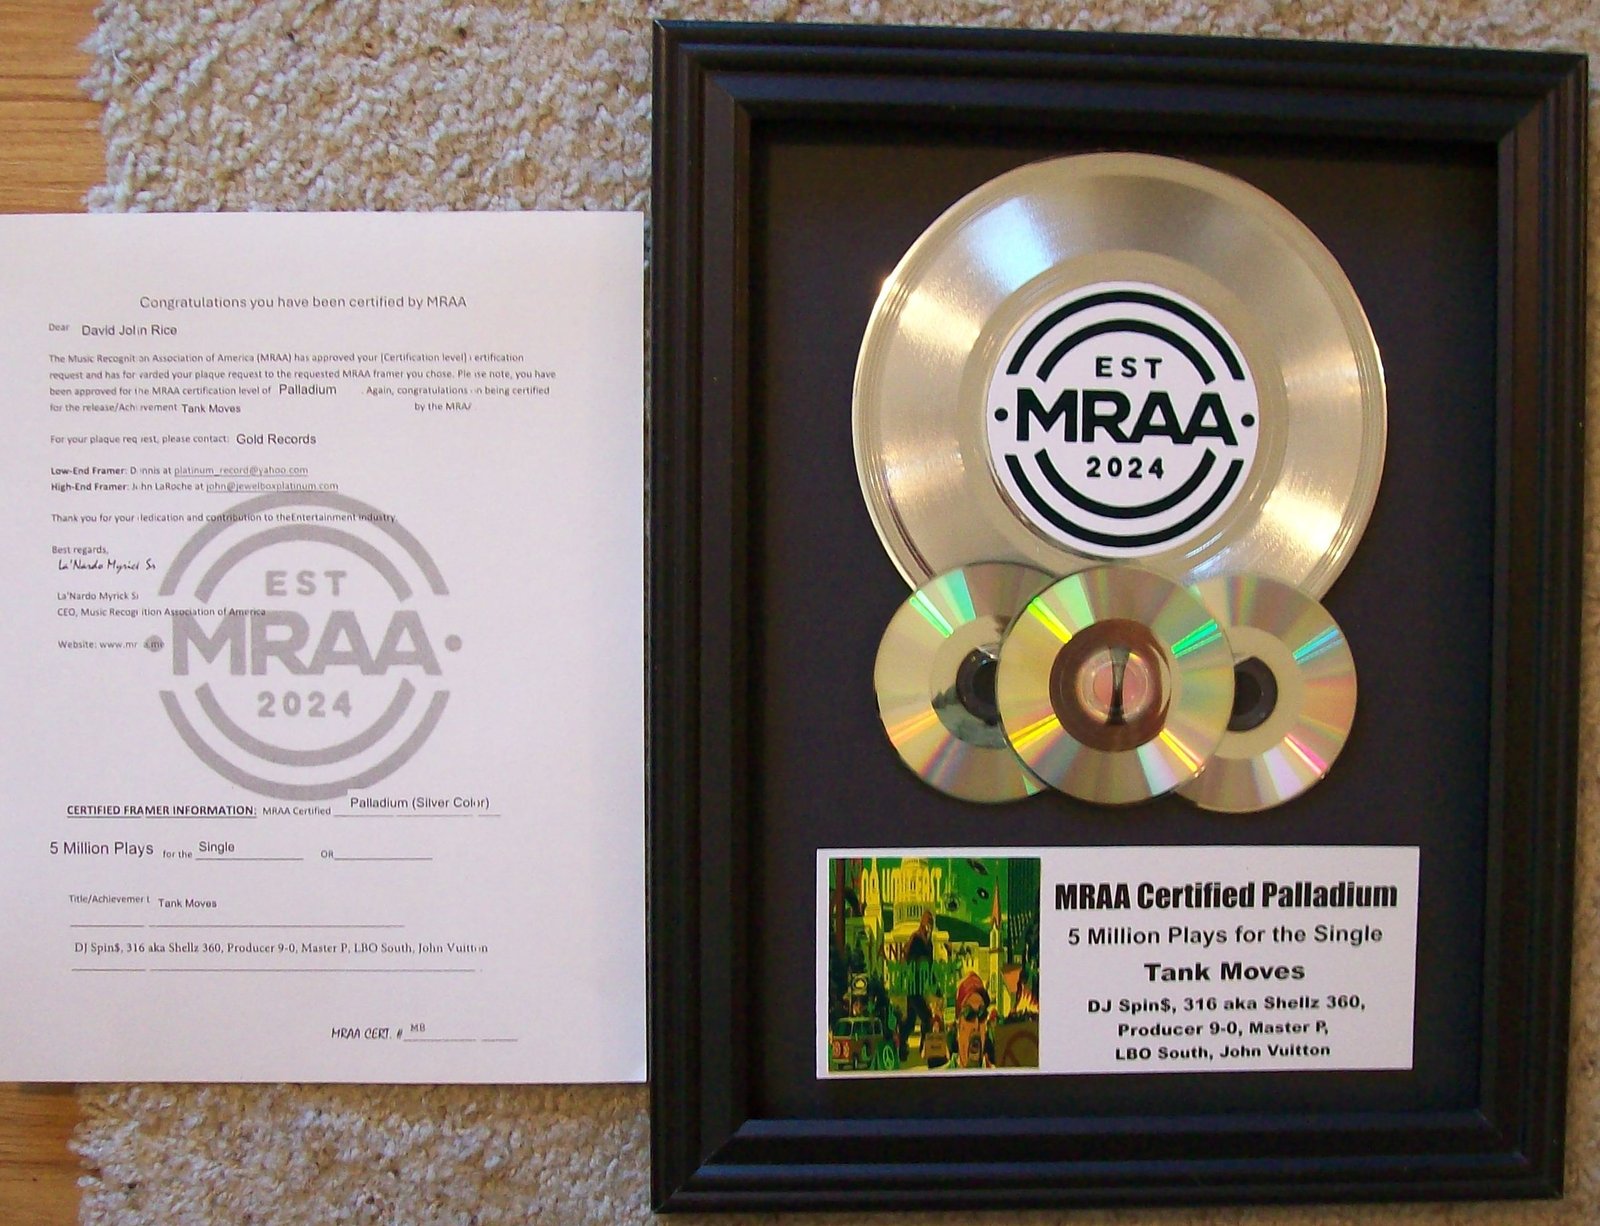 Congratulations you have been certified by MRAA
Dear David John Rice
The Music Recognition Association of America (MRAA) has approved your [Certification level] certification
request and has forwarded your plaque request to the requested MRAA framer you chose. Please note, you have
been approved for the MRAA certification level of Palladium . Again, congratulations on being certified
for the release/Achievement Tank Moves by the MRAA
For your plaque request, please contact: Gold Records
Low-End Framer: Dennis at platinum_record@yahoo.com
High-End Framer: John LaRoche at john@jewelboxplatinum.com
Thank you for your dedication and contribution to theEntertainment industry.
Best regards,
La'Nardo Myrick Sr
La'Nardo Myrick Sr
CEO, Music Recognition Association of America
Website: www.mraa.me
EST
MRAA
2024
CERTIFIED FRAMER INFORMATION: MRAA Certified Palladium (Silver Color)
5 Million Plays for the Single OR
Title/Achievement Tank Moves
DJ Spin$, 316 aka Shellz 360, Producer 9-0, Master P, LBO South, John Vuitton
MRAA CERT. # MB
EST
MRAA
2024
MRAA Certified Palladium
5 Million Plays for the Single
Tank Moves
DJ Spin$, 316 aka Shellz 360,
Producer 9-0, Master P,
LBO South, John Vuitton